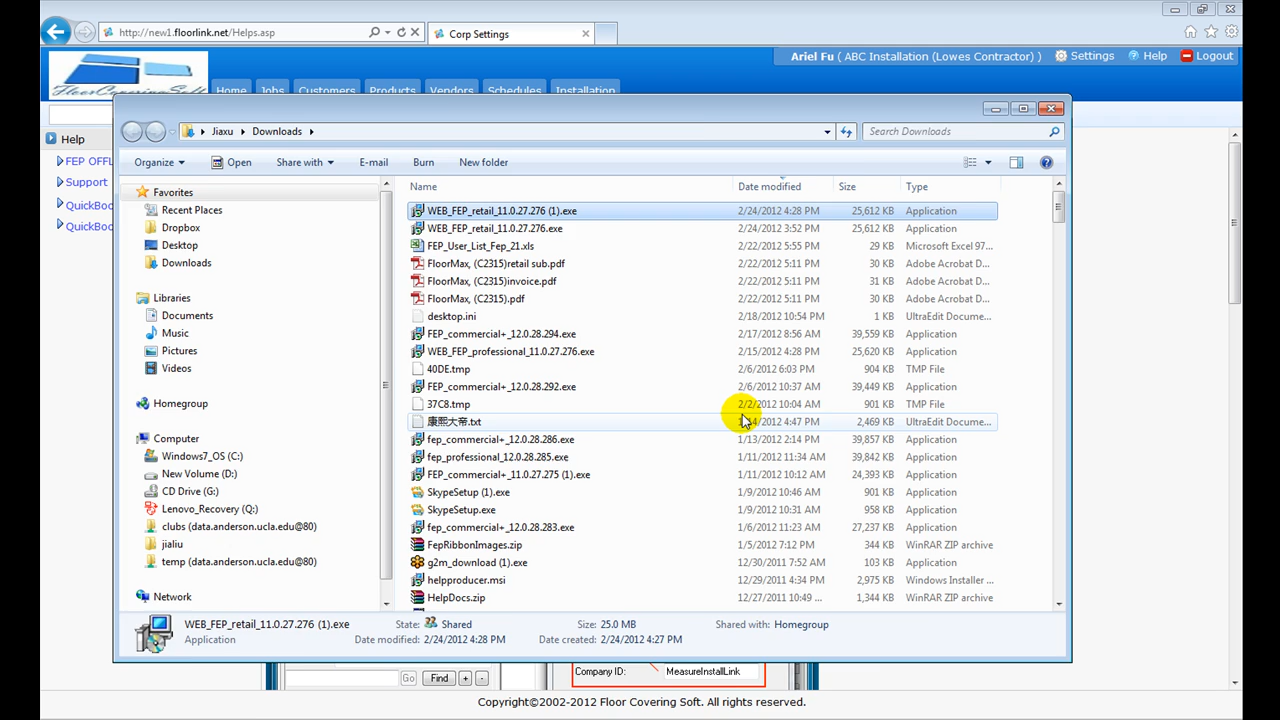 http://new1.floorlink.net/Helps.asp
Corp Settings
Ariel Fu ( ABC Installation (Lowes Contractor) )
Settings
Help
Logout
FloorCoveringSoft
Home Jobs Customers Products Vendors Schedules Installation
Help
FEP OFFL
Support
QuickBoo
QuickBoo
Jiaxu Downloads
Search Downloads
Organize Open Share with E-mail Burn New folder
Favorites
Recent Places
Dropbox
Desktop
Downloads
Libraries
Documents
Music
Pictures
Videos
Homegroup
Computer
Windows7_OS (C:)
New Volume (D:)
CD Drive (G:)
Lenovo_Recovery (Q:)
clubs (data.anderson.ucla.edu@80)
jialiu
temp (data.anderson.ucla.edu@80)
Network
Name Date modified Size Type
WEB_FEP_retail_11.0.27.276 (1).exe 2/24/2012 4:28 PM 25,612 KB Application
WEB_FEP_retail_11.0.27.276.exe 2/24/2012 3:52 PM 25,612 KB Application
FEP_User_List_Fep_21.xls 2/22/2012 5:55 PM 29 KB Microsoft Excel 97...
FloorMax, (C2315)retail sub.pdf 2/22/2012 5:11 PM 30 KB Adobe Acrobat D...
FloorMax, (C2315)invoice.pdf 2/22/2012 5:11 PM 31 KB Adobe Acrobat D...
FloorMax, (C2315).pdf 2/22/2012 5:11 PM 30 KB Adobe Acrobat D...
desktop.ini 2/18/2012 10:54 PM 1 KB UltraEdit Docume...
FEP_commercial+_12.0.28.294.exe 2/17/2012 8:56 AM 39,559 KB Application
WEB_FEP_professional_11.0.27.276.exe 2/15/2012 4:28 PM 25,620 KB Application
40DE.tmp 2/6/2012 6:03 PM 904 KB TMP File
FEP_commercial+_12.0.28.292.exe 2/6/2012 10:37 AM 39,449 KB Application
37C8.tmp 2/2/2012 10:04 AM 901 KB TMP File
康熙大帝.txt 4:47 PM 2,469 KB UltraEdit Docume...
fep_commercial+_12.0.28.286.exe 1/13/2012 2:14 PM 39,857 KB Application
fep_professional_12.0.28.285.exe 1/11/2012 11:34 AM 39,842 KB Application
FEP_commercial+_11.0.27.275 (1).exe 1/11/2012 10:12 AM 24,393 KB Application
SkypeSetup (1).exe 1/9/2012 10:46 AM 901 KB Application
SkypeSetup.exe 1/9/2012 10:31 AM 958 KB Application
fep_commercial+_12.0.28.283.exe 1/6/2012 11:23 AM 27,237 KB Application
FepRibbonImages.zip 1/5/2012 7:12 PM 344 KB WinRAR ZIP archive
g2m_download (1).exe 12/30/2011 7:52 AM 103 KB Application
helpproducer.msi 12/29/2011 4:34 PM 2,975 KB Windows Installer ...
HelpDocs.zip 12/27/2011 10:49 ... 1,344 KB WinRAR ZIP archive
WEB_FEP_retail_11.0.27.276 (1).exe State: Shared Size: 25.0 MB Shared with: Homegroup
Application Date modified: 2/24/2012 4:28 PM Date created: 2/24/2012 4:27 PM
Go Find + - Company ID: MeasureInstallLink
Copyright©2002-2012 Floor Covering Soft. All rights reserved.